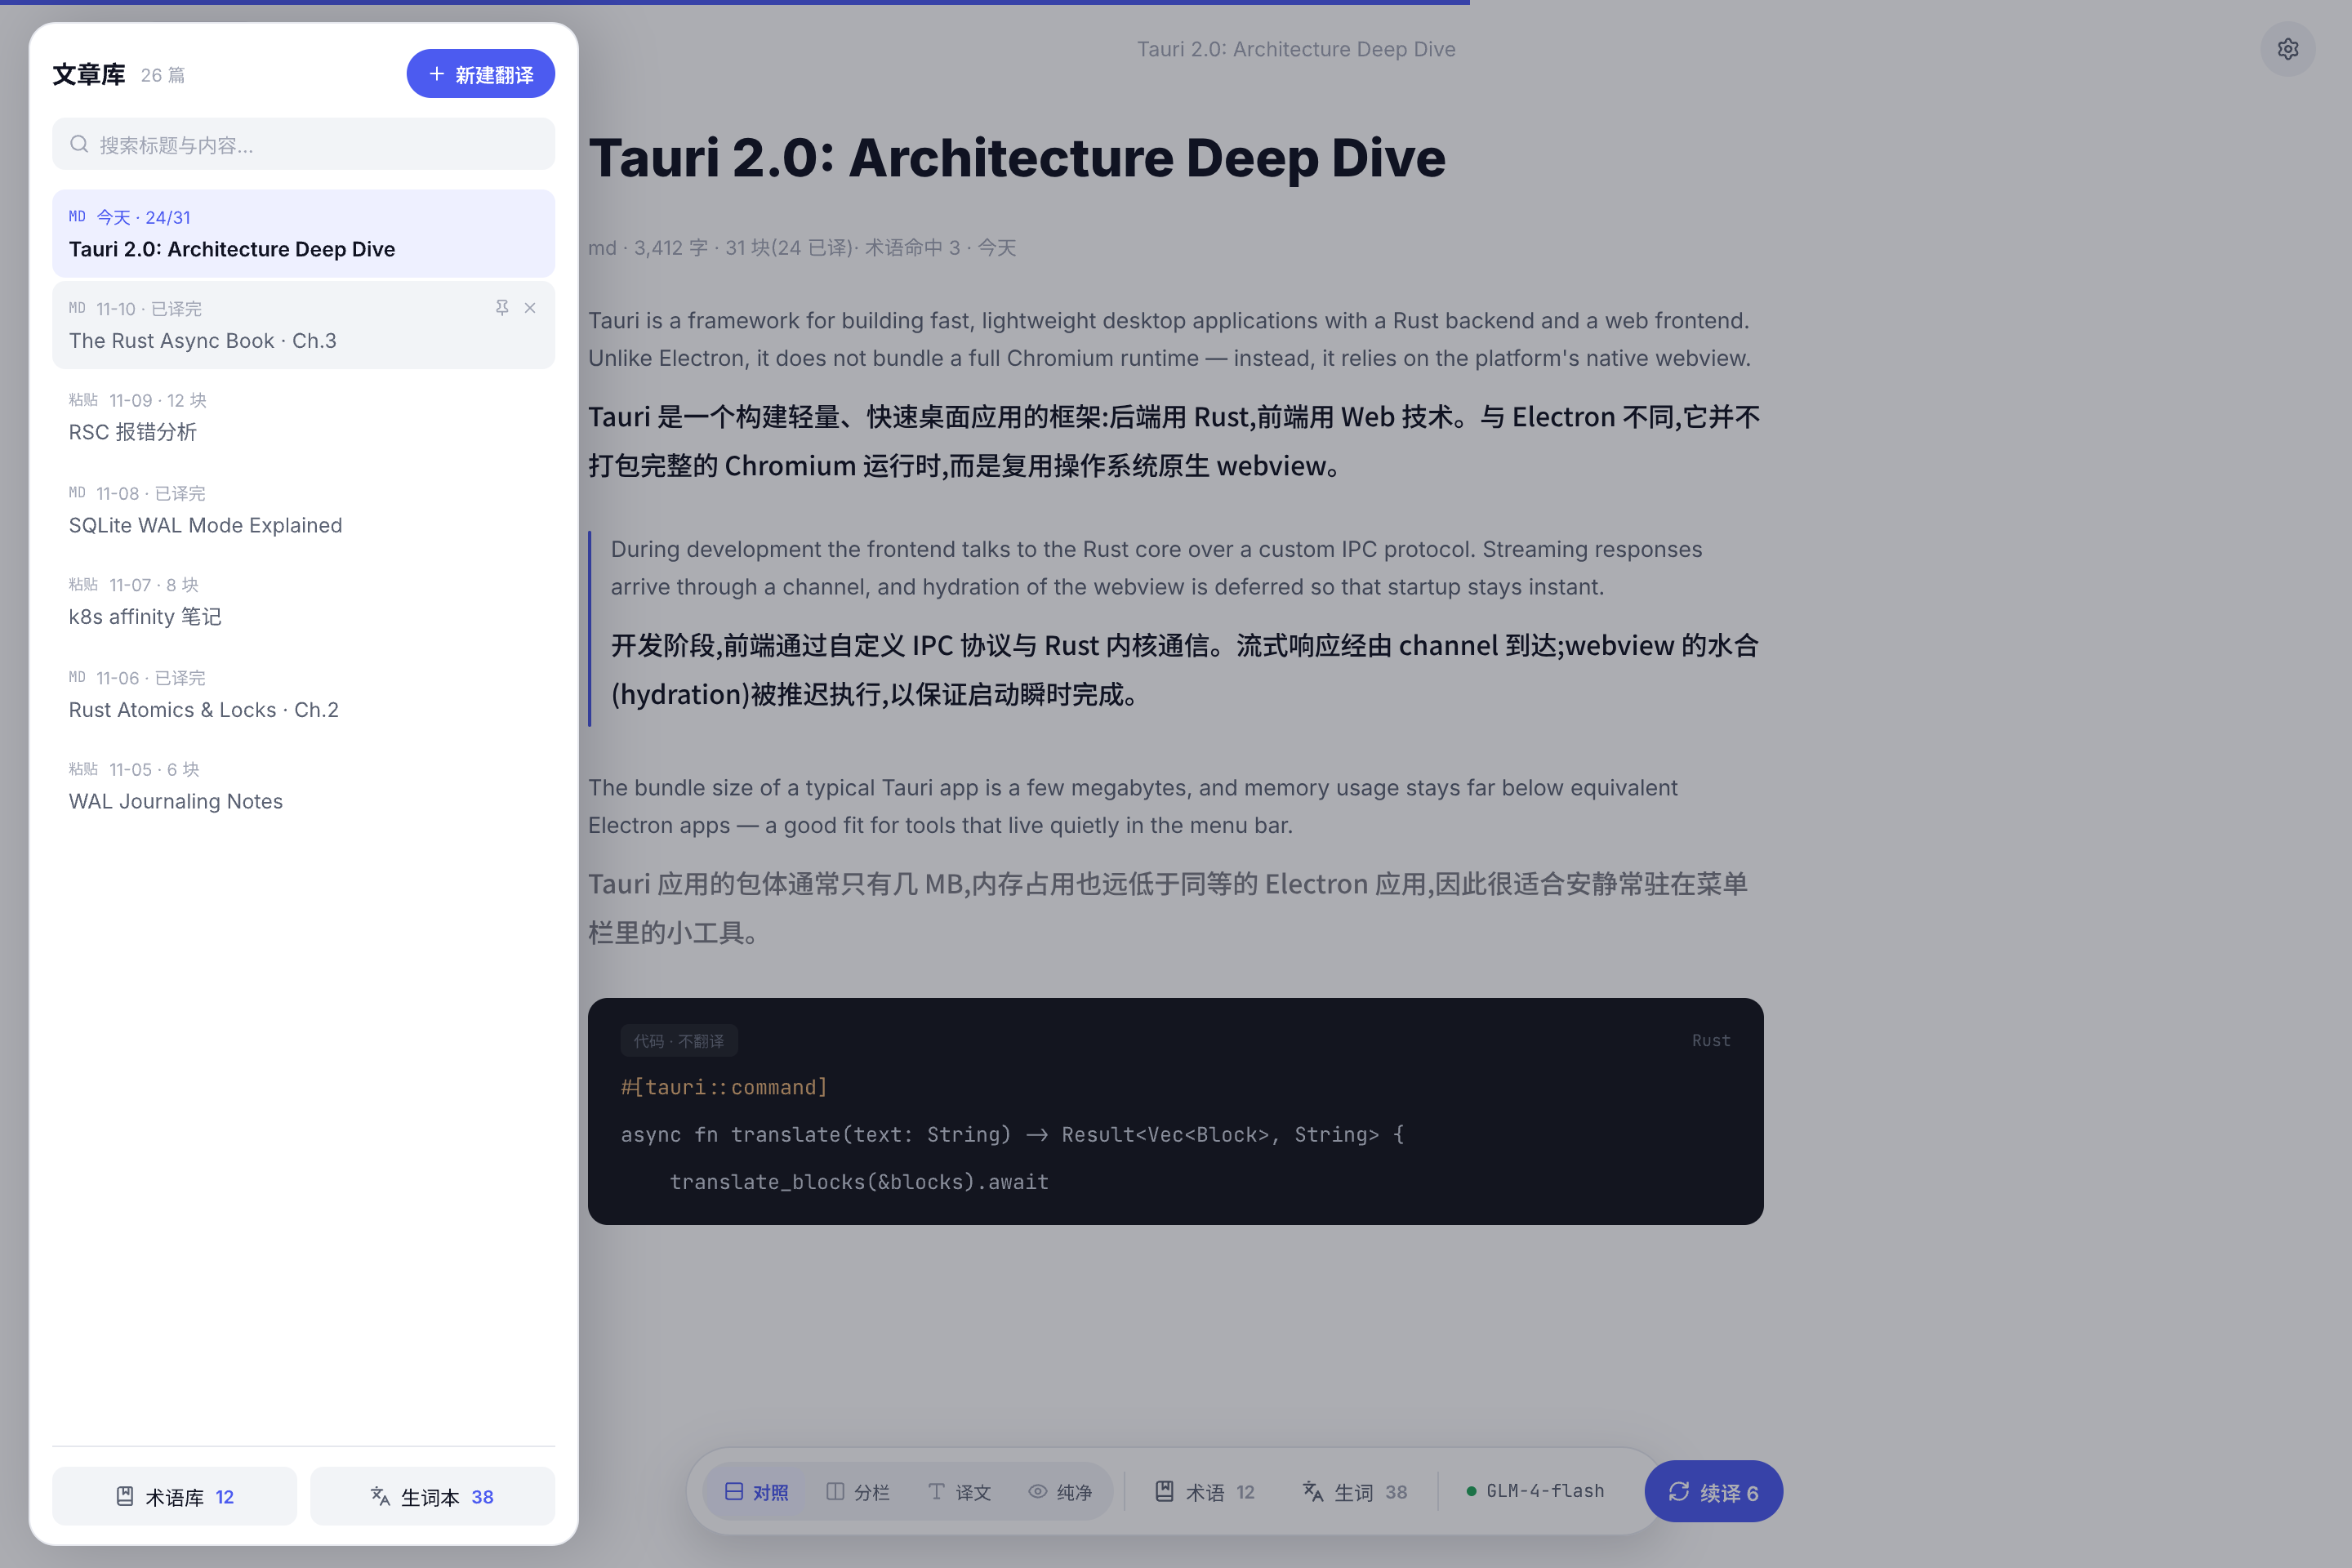 文章库 26 篇
新建翻译
搜索标题与内容...
MD 今天 · 24/31
Tauri 2.0: Architecture Deep Dive
MD 11-10 · 已译完
The Rust Async Book · Ch.3
粘贴 11-09 · 12 块
RSC 报错分析
MD 11-08 · 已译完
SQLite WAL Mode Explained
粘贴 11-07 · 8 块
k8s affinity 笔记
MD 11-06 · 已译完
Rust Atomics & Locks · Ch.2
粘贴 11-05 · 6 块
WAL Journaling Notes
术语库 12
生词本 38
Tauri 2.0: Architecture Deep Dive
Tauri 2.0: Architecture Deep Dive
md · 3,412 字 · 31 块(24 已译)· 术语命中 3 · 今天
Tauri is a framework for building fast, lightweight desktop applications with a Rust backend and a web frontend.
Unlike Electron, it does not bundle a full Chromium runtime — instead, it relies on the platform's native webview.
Tauri 是一个构建轻量、快速桌面应用的框架:后端用 Rust,前端用 Web 技术。与 Electron 不同,它并不
打包完整的 Chromium 运行时,而是复用操作系统原生 webview。
During development the frontend talks to the Rust core over a custom IPC protocol. Streaming responses
arrive through a channel, and hydration of the webview is deferred so that startup stays instant.
开发阶段,前端通过自定义 IPC 协议与 Rust 内核通信。流式响应经由 channel 到达;webview 的水合
(hydration)被推迟执行,以保证启动瞬时完成。
The bundle size of a typical Tauri app is a few megabytes, and memory usage stays far below equivalent
Electron apps — a good fit for tools that live quietly in the menu bar.
Tauri 应用的包体通常只有几 MB,内存占用也远低于同等的 Electron 应用,因此很适合安静常驻在菜单
栏里的小工具。
代码 · 不翻译
Rust
#[tauri::command]
async fn translate(text: String) -> Result<Vec<Block>, String> {
    translate_blocks(&blocks).await
对照
分栏
译文
纯净
术语 12
生词 38
GLM-4-flash
续译 6